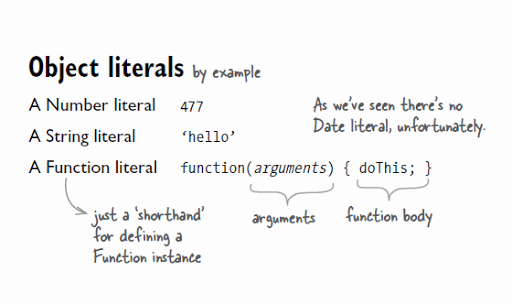 Object literals by example
A Number literal 477
A String literal ‘hello’
As we've seen there's no
Date literal, unfortunately.
A Function literal function(arguments) { doThis; }
just a 'shorthand'
for defining a
Function instance
arguments
function body